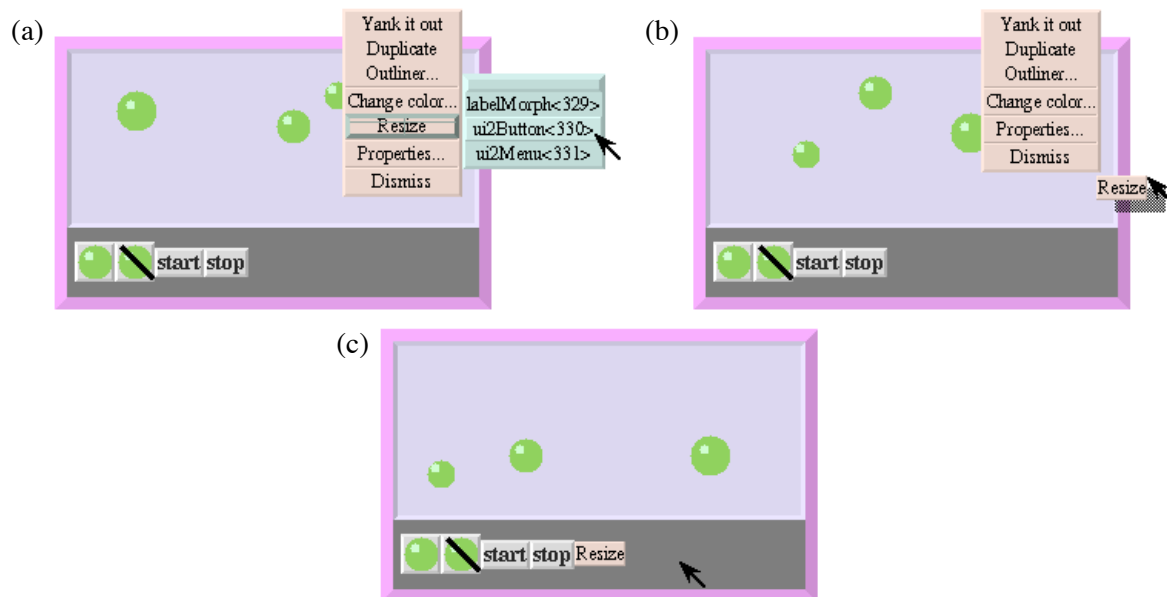 (a)
Yank it out
Duplicate
Outliner...
Change color...
Resize
Properties...
Dismiss
labelMorph<329>
ui2Button<330>
ui2Menu<331>
start stop
(b)
Yank it out
Duplicate
Outliner...
Change color...
Properties...
Dismiss
Resize
start stop
(c)
start stop Resize